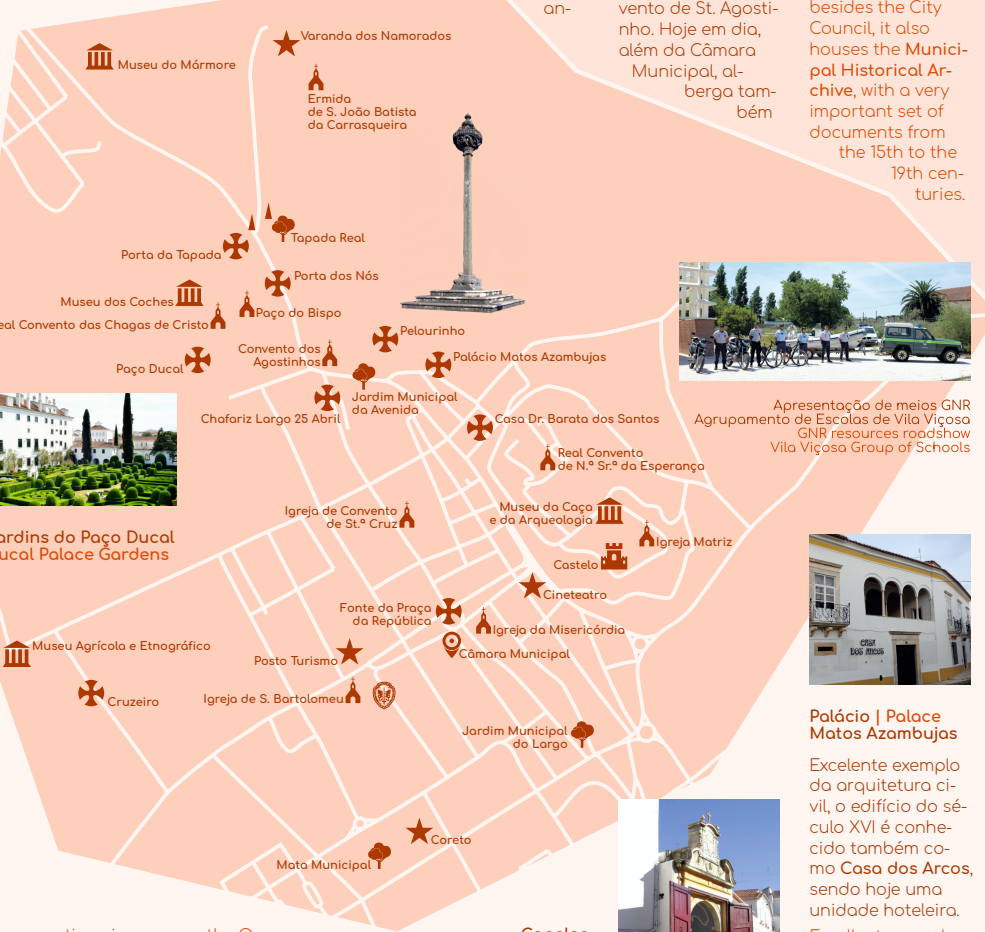 an-
vento de St. Agosti-
nho. Hoje em dia,
além da Câmara
Municipal, al-
berga tam-
bém
besides the City
Council, it also
houses the Munici-
pal Historical Ar-
chive, with a very
important set of
documents from
the 15th to the
19th cen-
turies.
Varanda dos Namorados
Museu do Mármore
Ermida
de S. João Batista
da Carrasqueira
Tapada Real
Porta da Tapada
Porta dos Nós
Museu dos Coches
Paço do Bispo
eal Convento das Chagas de Cristo
Pelourinho
Convento dos
Agostinhos
Palácio Matos Azambujas
Paço Ducal
Jardim Municipal
da Avenida
Chafariz Largo 25 Abril
Casa Dr. Barata dos Santos
Apresentação de meios GNR
Agrupamento de Escolas de Vila Viçosa
GNR resources roadshow
Vila Viçosa Group of Schools
Real Convento
de N.ª Sr.ª da Esperança
Igreja de Convento
de St.ª Cruz
Museu da Caça
e da Arqueologia
Igreja Matriz
Castelo
ardins do Paço Ducal
ucal Palace Gardens
Cineteatro
Fonte da Praça
da República
Igreja da Misericórdia
Câmara Municipal
Museu Agrícola e Etnográfico
Posto Turismo
Cruzeiro
Igreja de S. Bartolomeu
CASA
DOS ARCOS
Jardim Municipal
do Largo
Palácio | Palace
Matos Azambujas
Excelente exemplo
da arquitetura ci-
vil, o edifício do sé-
culo XVI é conhe-
cido também co-
mo Casa dos Arcos,
sendo hoje uma
unidade hoteleira.
Coreto
Mata Municipal